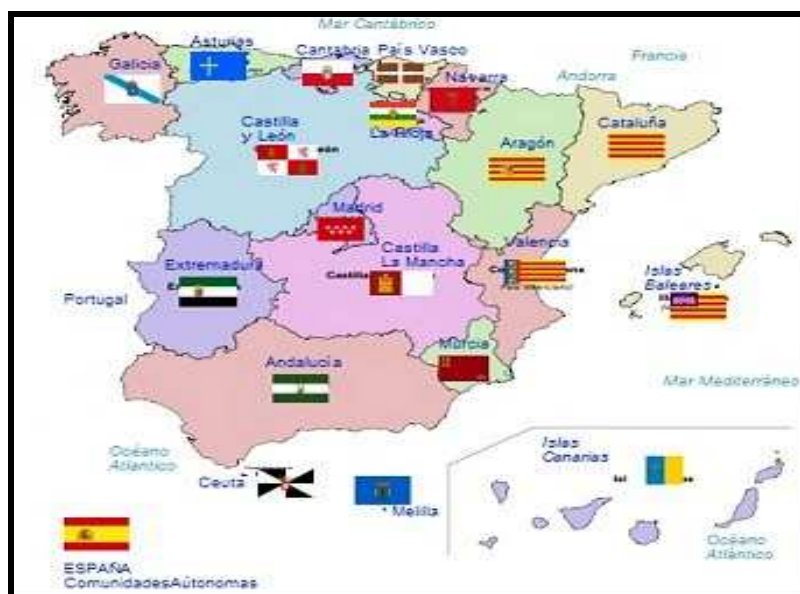 Mar Cantábrico
Asturias
Cantabria País Vasco
Galicia
Navarra
Francia
Andorra
Castilla
y León
La Rioja
Aragón
Cataluña
Madrid
Castilla
La Mancha
Valencia
Extremadura
Castilla
Islas
Baleares
Portugal
Murcia
Andalucía
Mar Mediterráneo
Océano
Atlantico
Islas
Canarias
Ceuta
Melilla
Océano
Atlántico
ESPAÑA
ComunidadesAútonomas